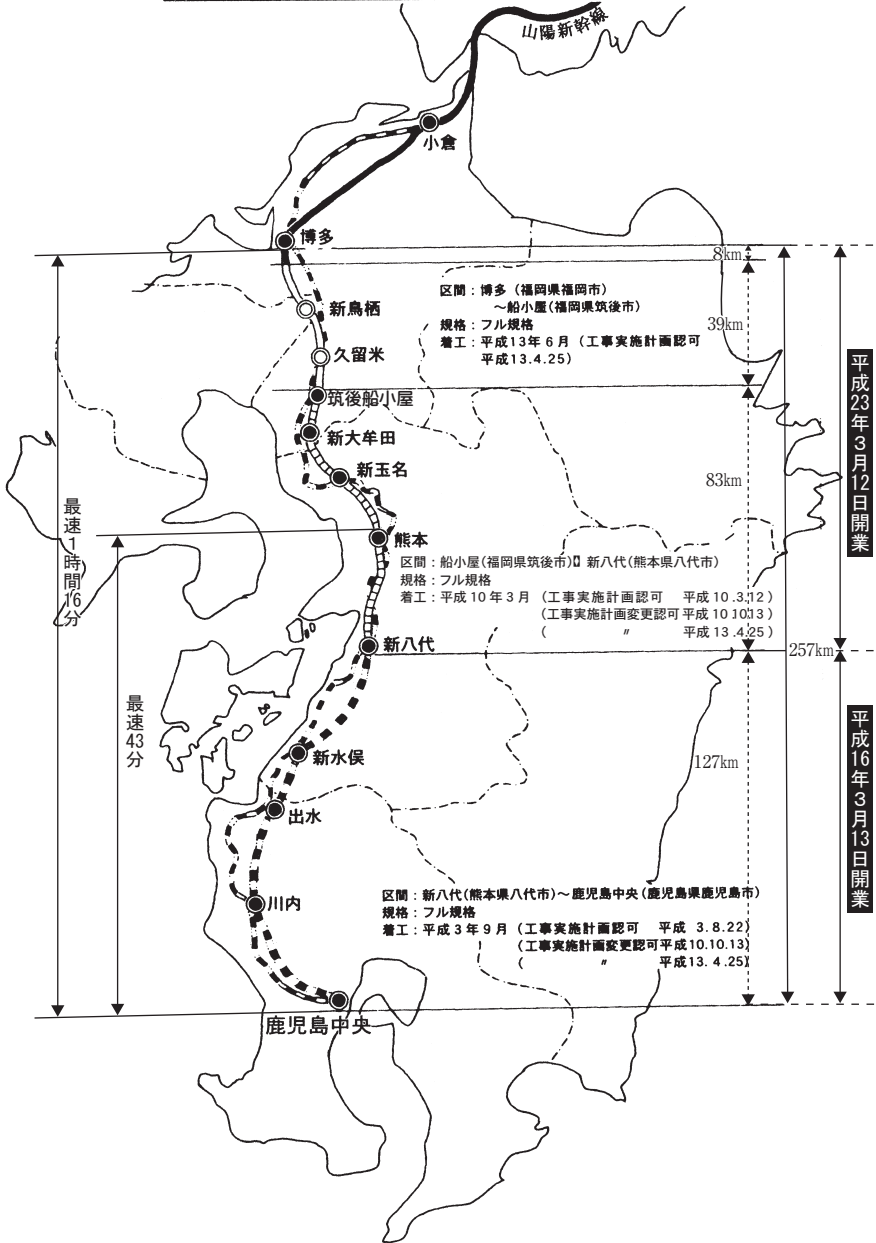 山陽新幹線
小倉
博多
8km
区間：博多（福岡県福岡市）
～船小屋（福岡県筑後市）
規格：フル規格
着工：平成13年６月（工事実施計画認可
平成13.4.25）
新鳥栖
39km
久留米
筑後船小屋
新大牟田
新玉名
83km
平成23年３月12日開業
最速１時間16分
熊本
区間：船小屋（福岡県筑後市） 新八代（熊本県八代市）
規格：フル規格
着工：平成10年３月（工事実施計画認可　平成10.3.12）
（工事実施計画変更認可平成10.10.13）
（　〃　平成13.4.25）
新八代
257km
最速43分
新水俣
127km
平成16年３月13日開業
出水
川内
区間：新八代（熊本県八代市）～鹿児島中央（鹿児島県鹿児島市）
規格：フル規格
着工：平成３年９月（工事実施計画認可　平成 3.8.22）
（工事実施計画変更認可平成10.10.13）
（　〃　平成13.4.25）
鹿児島中央